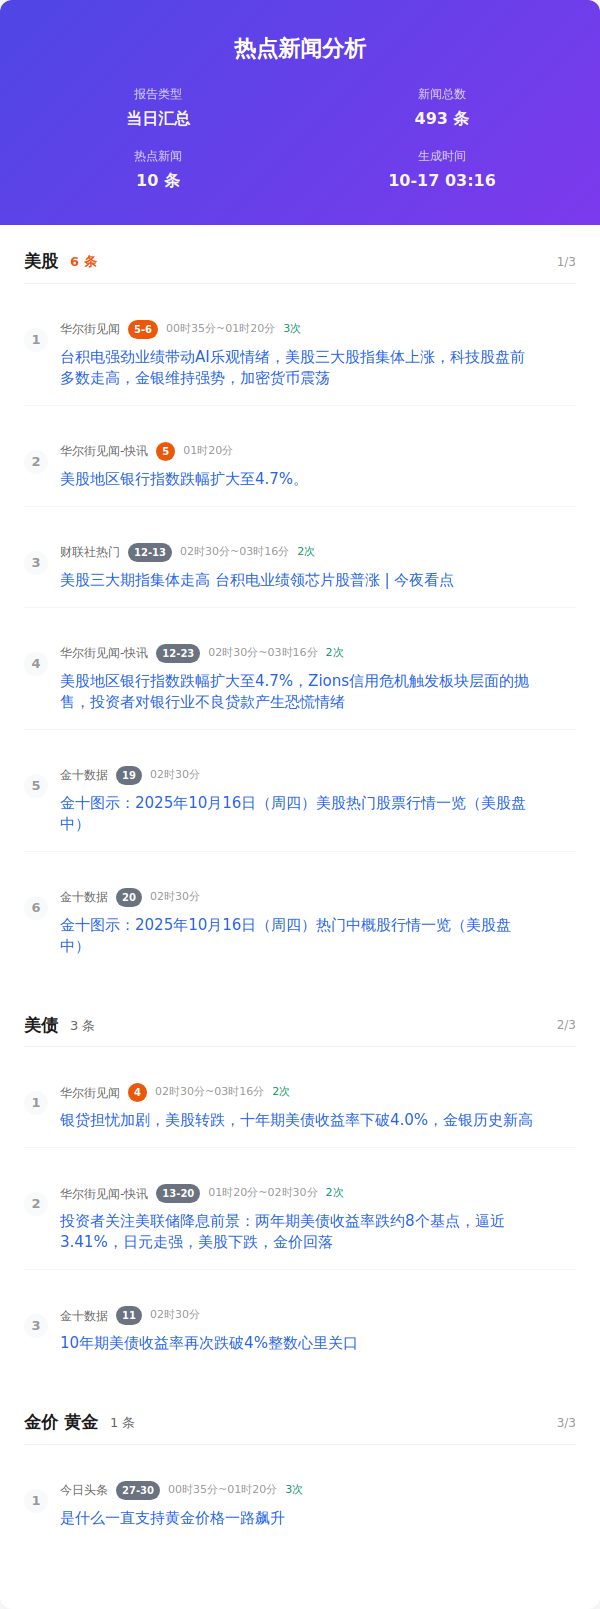 热点新闻分析
报告类型
新闻总数
当日汇总
493 条
热点新闻
生成时间
10 条
10-17 03:16
美股 6 条 1/3
1 华尔街见闻 5-6 00时35分~01时20分 3次
台积电强劲业绩带动AI乐观情绪，美股三大股指集体上涨，科技股盘前
多数走高，金银维持强势，加密货币震荡
2 华尔街见闻-快讯 5 01时20分
美股地区银行指数跌幅扩大至4.7%。
3 财联社热门 12-13 02时30分~03时16分 2次
美股三大期指集体走高 台积电业绩领芯片股普涨 | 今夜看点
4 华尔街见闻-快讯 12-23 02时30分~03时16分 2次
美股地区银行指数跌幅扩大至4.7%，Zions信用危机触发板块层面的抛
售，投资者对银行业不良贷款产生恐慌情绪
5 金十数据 19 02时30分
金十图示：2025年10月16日（周四）美股热门股票行情一览（美股盘
中）
6 金十数据 20 02时30分
金十图示：2025年10月16日（周四）热门中概股行情一览（美股盘
中）
美债 3 条 2/3
1 华尔街见闻 4 02时30分~03时16分 2次
银贷担忧加剧，美股转跌，十年期美债收益率下破4.0%，金银历史新高
2 华尔街见闻-快讯 13-20 01时20分~02时30分 2次
投资者关注美联储降息前景：两年期美债收益率跌约8个基点，逼近
3.41%，日元走强，美股下跌，金价回落
3 金十数据 11 02时30分
10年期美债收益率再次跌破4%整数心里关口
金价 黄金 1 条 3/3
1 今日头条 27-30 00时35分~01时20分 3次
是什么一直支持黄金价格一路飙升